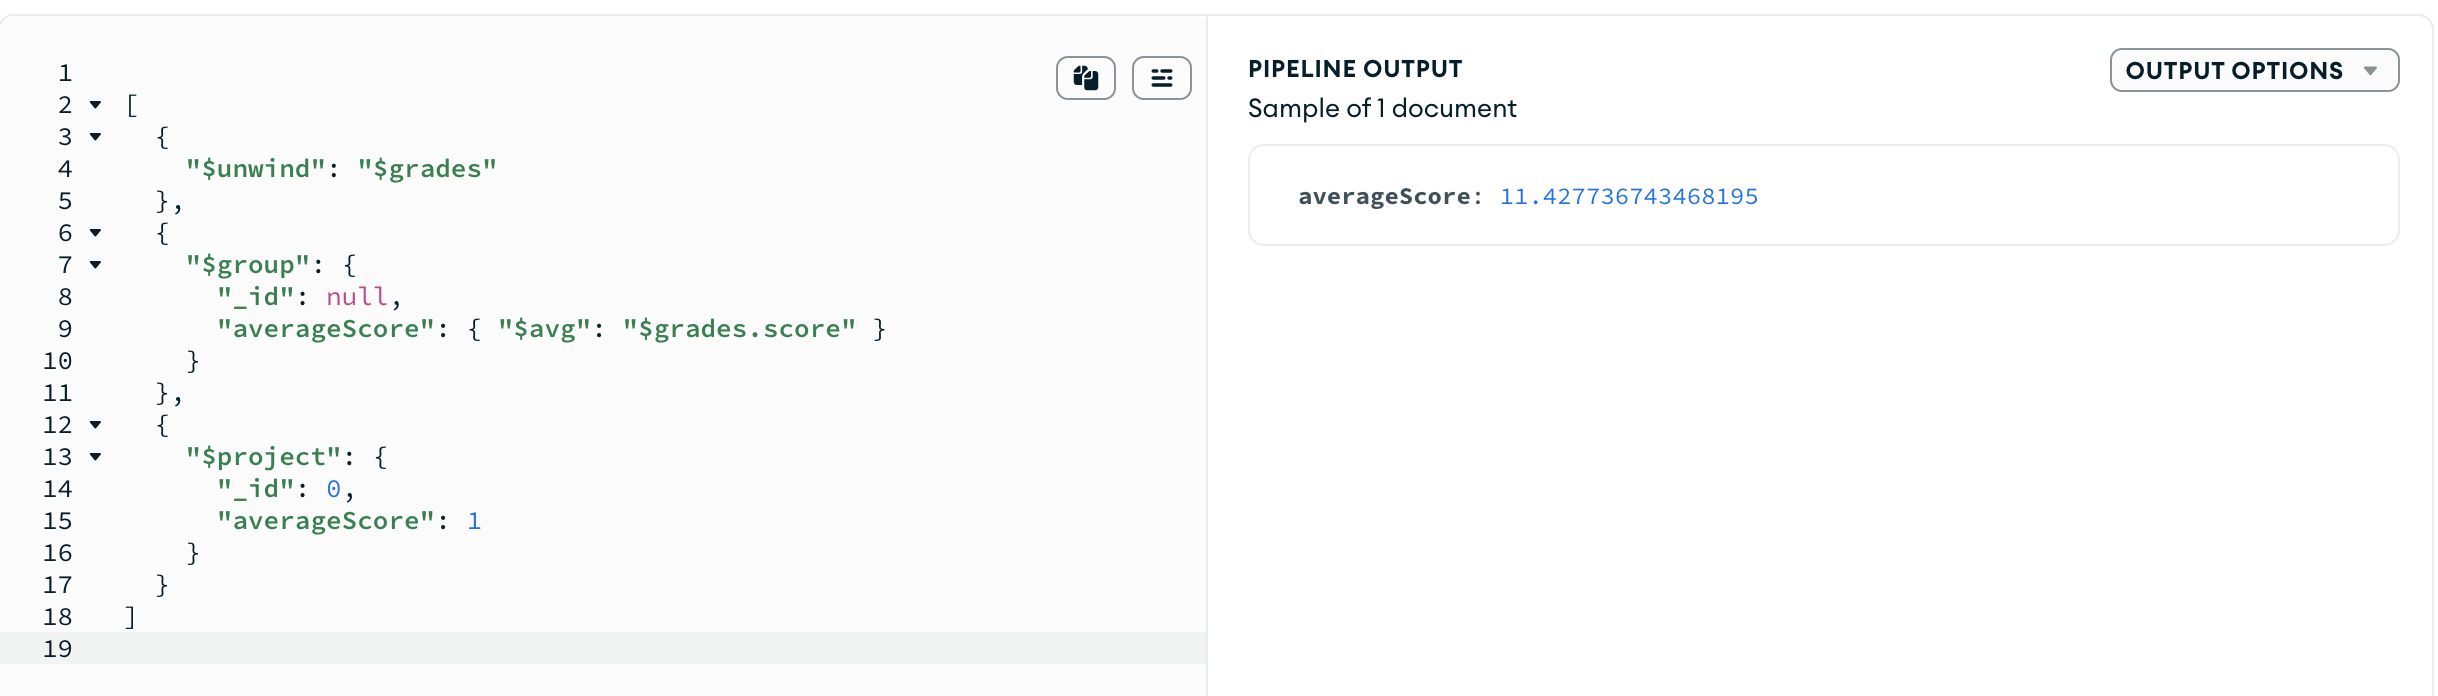 1
2 [
3 {
4 "$unwind": "$grades"
5 },
6 {
7 "$group": {
8 "_id": null,
9 "averageScore": { "$avg": "$grades.score" }
10 }
11 },
12 {
13 "$project": {
14 "_id": 0,
15 "averageScore": 1
16 }
17 }
18 ]
19
PIPELINE OUTPUT
OUTPUT OPTIONS
Sample of 1 document
averageScore: 11.427736743468195